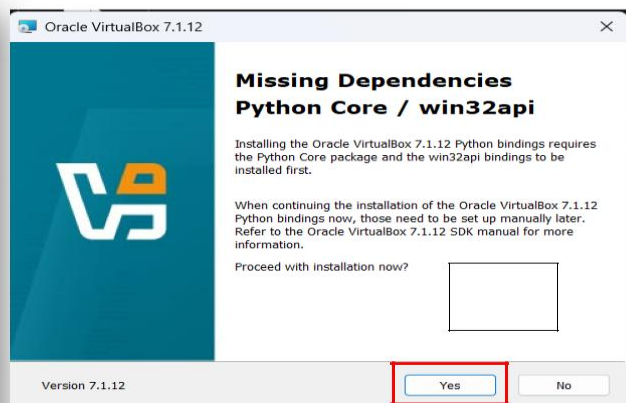 Oracle VirtualBox 7.1.12
Missing Dependencies
Python Core / win32api
Installing the Oracle VirtualBox 7.1.12 Python bindings requires
the Python Core package and the win32api bindings to be
installed first.
When continuing the installation of the Oracle VirtualBox 7.1.12
Python bindings now, those need to be set up manually later.
Refer to the Oracle VirtualBox 7.1.12 SDK manual for more
information.
Proceed with installation now?
Version 7.1.12
Yes
No